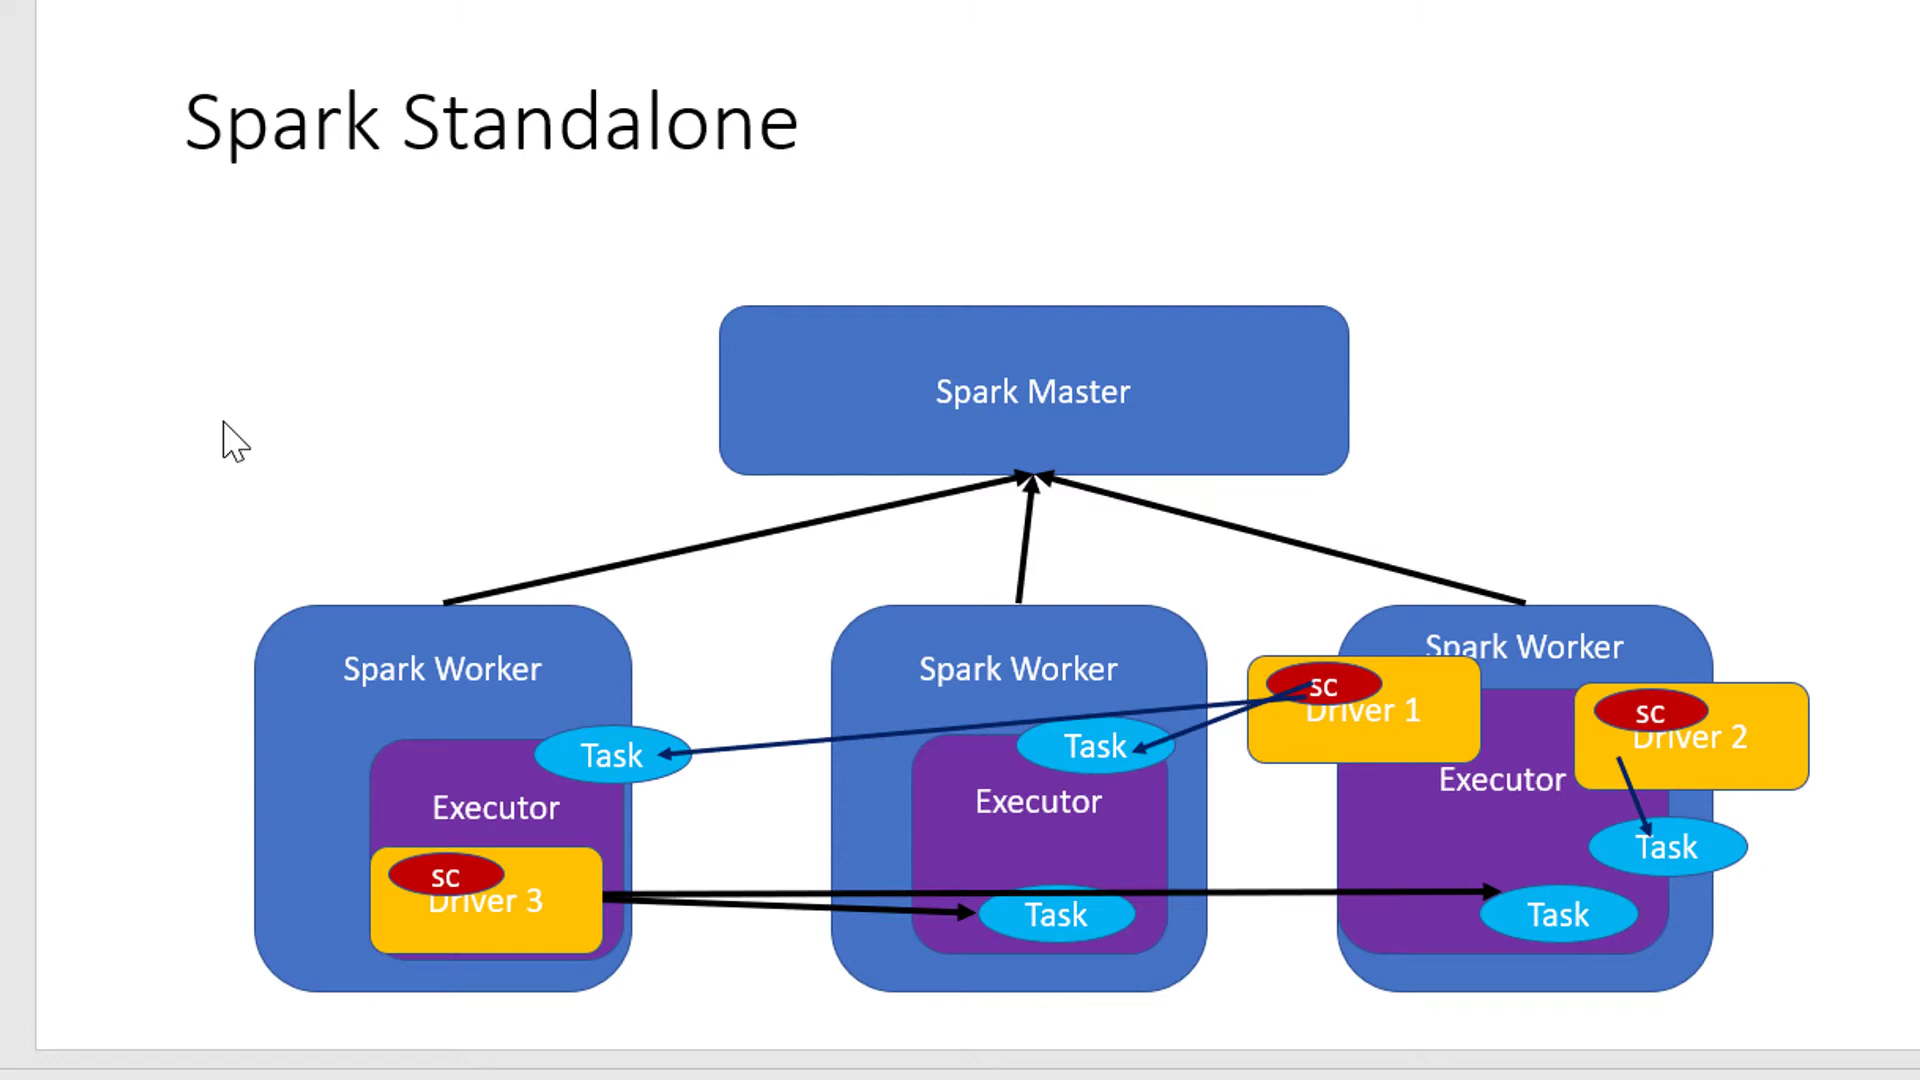 Spark Standalone
Spark Master
Spark Worker
Task
Executor
sc
Driver 3
Spark Worker
Task
Executor
Task
Spark Worker
sc
Driver 1
sc
Driver 2
Executor
Task
Task